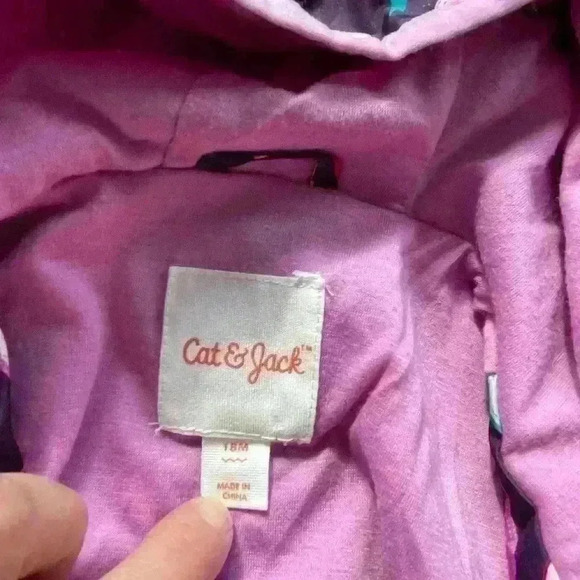 Cat & Jack™
18M
MADE IN
CHINA